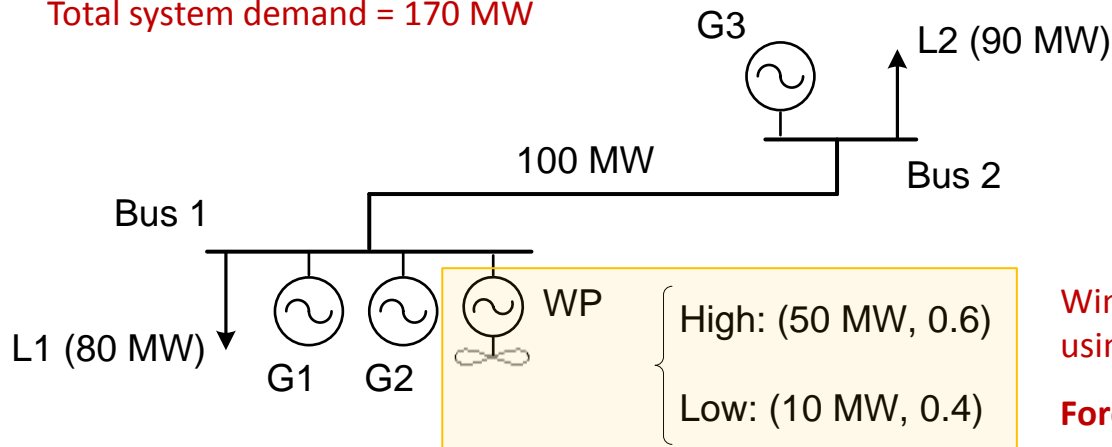 Total system demand = 170 MW
G3
L2 (90 MW)
100 MW
Bus 2
Bus 1
WP
High: (50 MW, 0.6)
L1 (80 MW)
G1
G2
Low: (10 MW, 0.4)